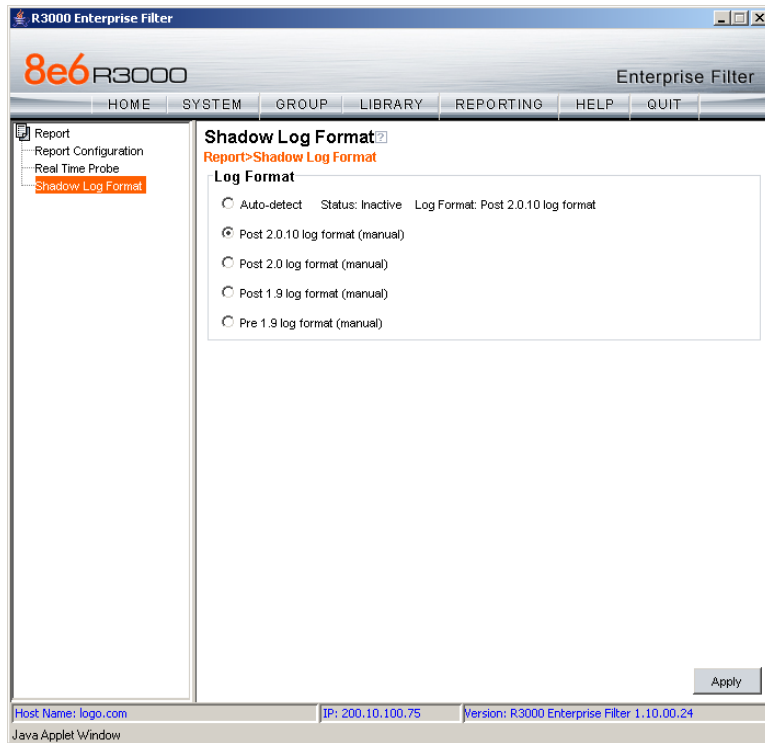 R3000 Enterprise Filter
8e6 R3000
Enterprise Filter
HOME SYSTEM GROUP LIBRARY REPORTING HELP QUIT
Report
Report Configuration
Real Time Probe
Shadow Log Format
Shadow Log Format ?
Report>Shadow Log Format
Log Format
Auto-detect Status: Inactive Log Format: Post 2.0.10 log format
Post 2.0.10 log format (manual)
Post 2.0 log format (manual)
Post 1.9 log format (manual)
Pre 1.9 log format (manual)
Apply
Host Name: logo.com IP: 200.10.100.75 Version: R3000 Enterprise Filter 1.10.00.24
Java Applet Window